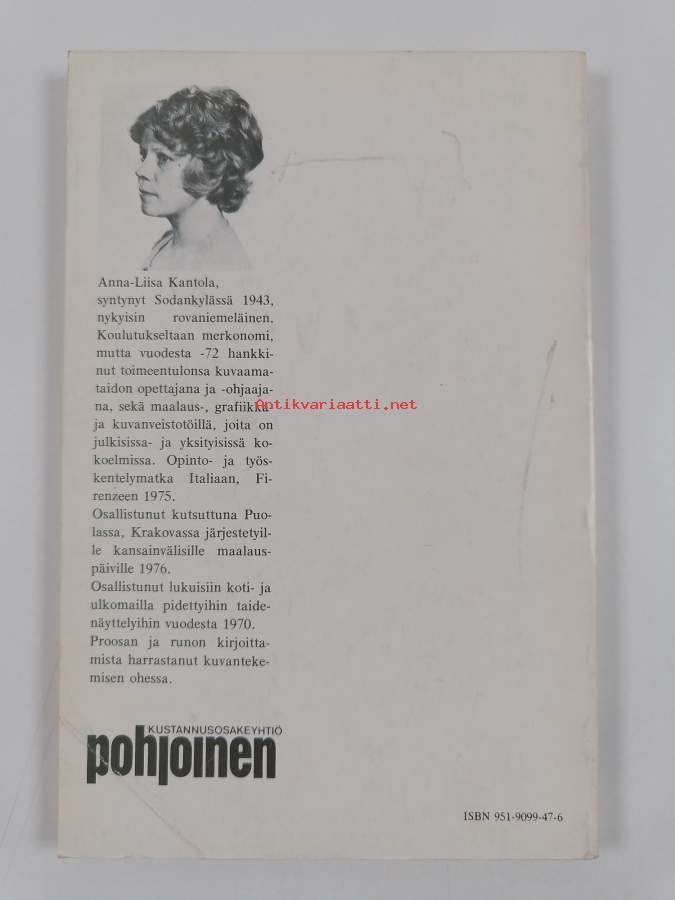 Anna-Liisa Kantola,
syntynyt Sodankylässä 1943,
nykyisin rovaniemeläinen.
Koulutukseltaan merkonomi,
mutta vuodesta -72 hankki-
nut toimeentulonsa kuvaama-
taidon opettajana ja -ohjaaja-
na, sekä maalaus-, grafiikka-
Antikvariaatti.net
ja kuvanveistotöillä, joita on
julkisissa- ja yksityisissä ko-
koelmissa. Opinto- ja työs-
kentelymatka Italiaan, Fi-
renzeen 1975.
Osallistunut kutsuttuna Puo-
lassa, Krakovassa järjestetyil-
le kansainvälisille maalaus-
päiville 1976.
Osallistunut lukuisiin koti- ja
ulkomailla pidettyihin taide-
näyttelyihin vuodesta 1970.
Proosan ja runon kirjoitta-
mista harrastanut kuvanteke-
misen ohessa.
KUSTANNUSOSAKEYHTIÖ
pohjoinen
ISBN 951-9099-47-6